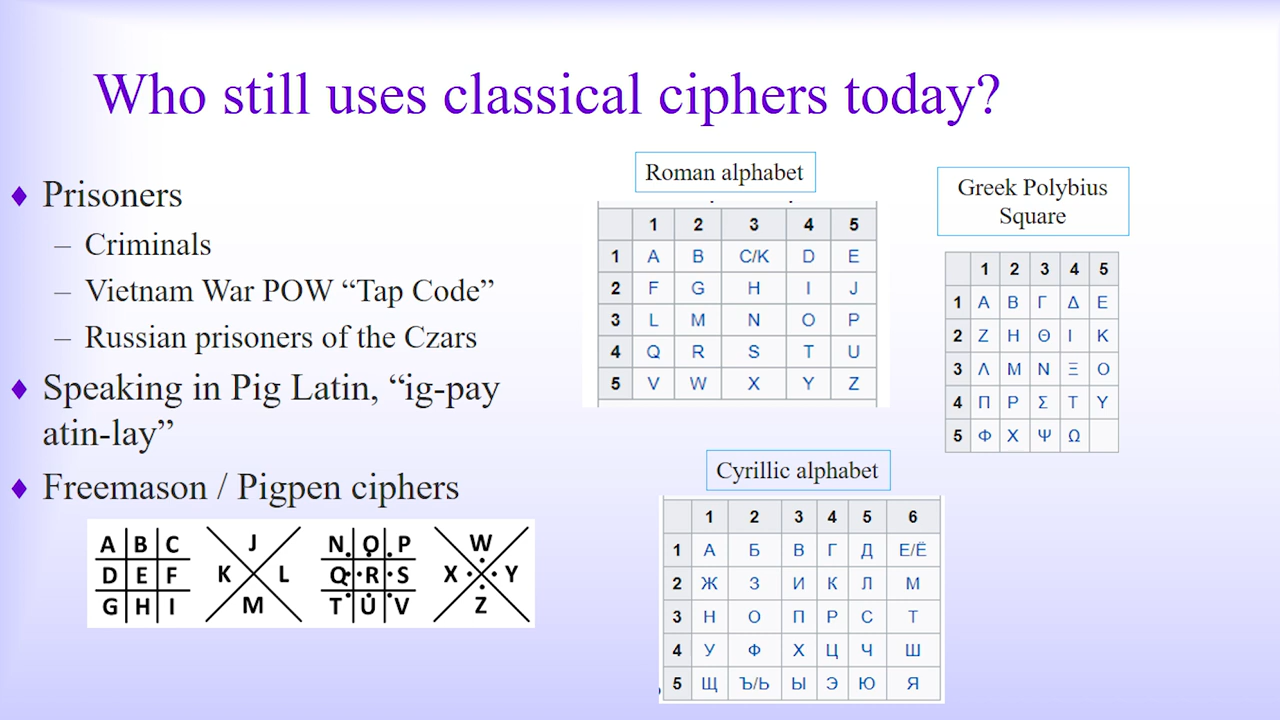 Who still uses classical ciphers today?
♦ Prisoners
– Criminals
– Vietnam War POW “Tap Code”
– Russian prisoners of the Czars
♦ Speaking in Pig Latin, “ig-pay
atin-lay”
♦ Freemason / Pigpen ciphers
A B C J N O P W
D E F K L Q R S X Y
G H I M T U V Z
Roman alphabet
1 2 3 4 5
1 A B C/K D E
2 F G H I J
3 L M N O P
4 Q R S T U
5 V W X Y Z
Greek Polybius
Square
1 2 3 4 5
1 Α Β Γ Δ Ε
2 Ζ Η Θ Ι Κ
3 Λ Μ Ν Ξ Ο
4 Π Ρ Σ Τ Υ
5 Φ Χ Ψ Ω
Cyrillic alphabet
1 2 3 4 5 6
1 А Б В Г Д Е/Ё
2 Ж З И К Л М
3 Н О П Р С Т
4 У Ф Х Ц Ч Ш
5 Щ Ъ/Ь Ы Э Ю Я